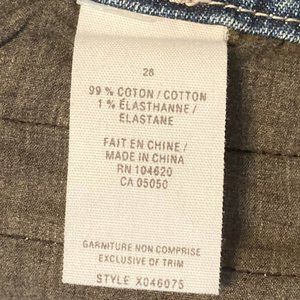 28
99 % COTON / COTTON
1 % ÉLASTHANNE /
ELASTANE
FAIT EN CHINE /
MADE IN CHINA
RN 104620
CA 05050
GARNITURE NON COMPRISE
EXCLUSIVE OF TRIM
STYLE X046075